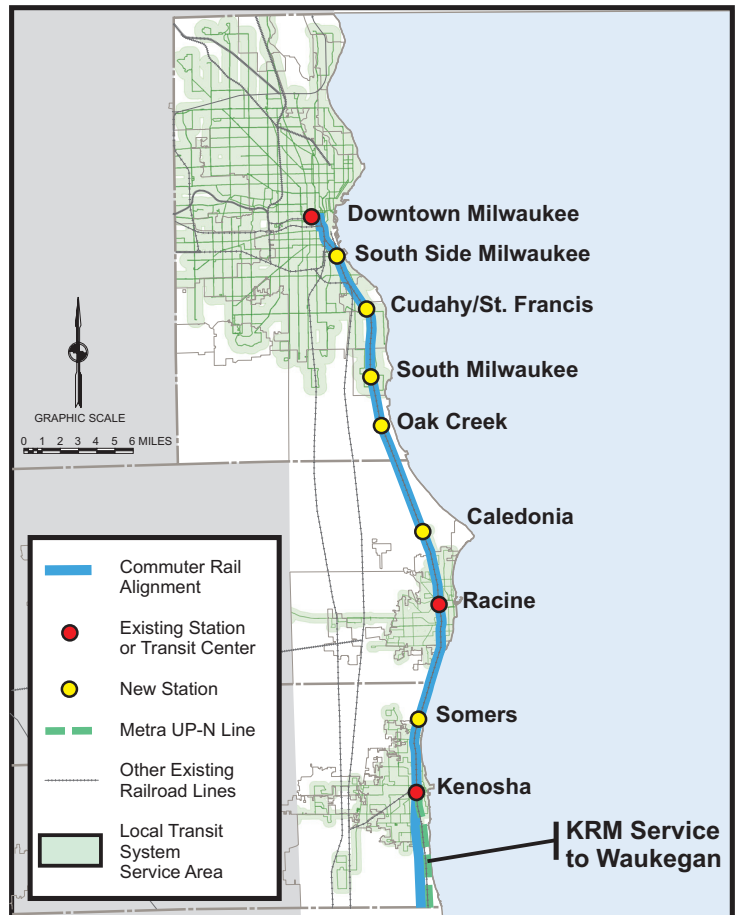 Downtown Milwaukee
South Side Milwaukee
Cudahy/St. Francis
South Milwaukee
Oak Creek
Caledonia
Racine
Somers
Kenosha
KRM Service
to Waukegan
GRAPHIC SCALE
0 1 2 3 4 5 6 MILES
Commuter Rail
Alignment
Existing Station
or Transit Center
New Station
Metra UP-N Line
Other Existing
Railroad Lines
Local Transit
System
Service Area